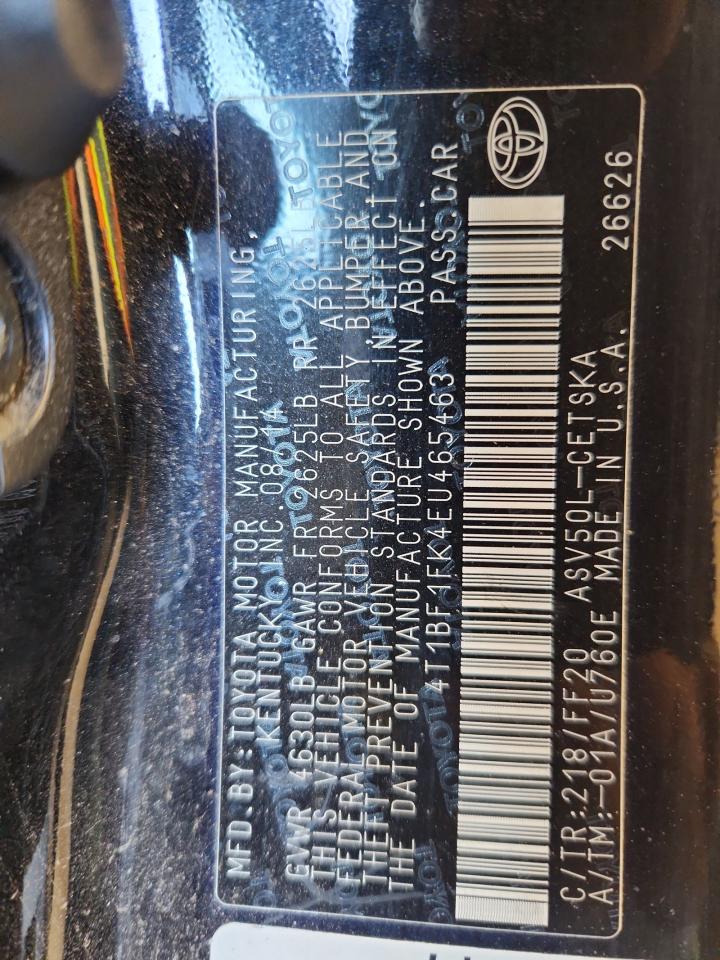 MFD.BY:TOYOTA MOTOR MANUFACTURING
KENTUCKY, INC. 08/14
GVWR 4630LB GAWR FR 2625LB RR 2625LB
THIS VEHICLE CONFORMS TO ALL APPLICABLE
FEDERAL MOTOR VEHICLE SAFETY, BUMPER AND
THEFT PREVENTION STANDARDS IN EFFECT ON
THE DATE OF MANUFACTURE SHOWN ABOVE.
4T1BF1FK4EU465463 PASS.CAR
C/TR:218/FF20 ASV50L-CETSKA
A/TM:-01A/U760E MADE IN U.S.A. 26626